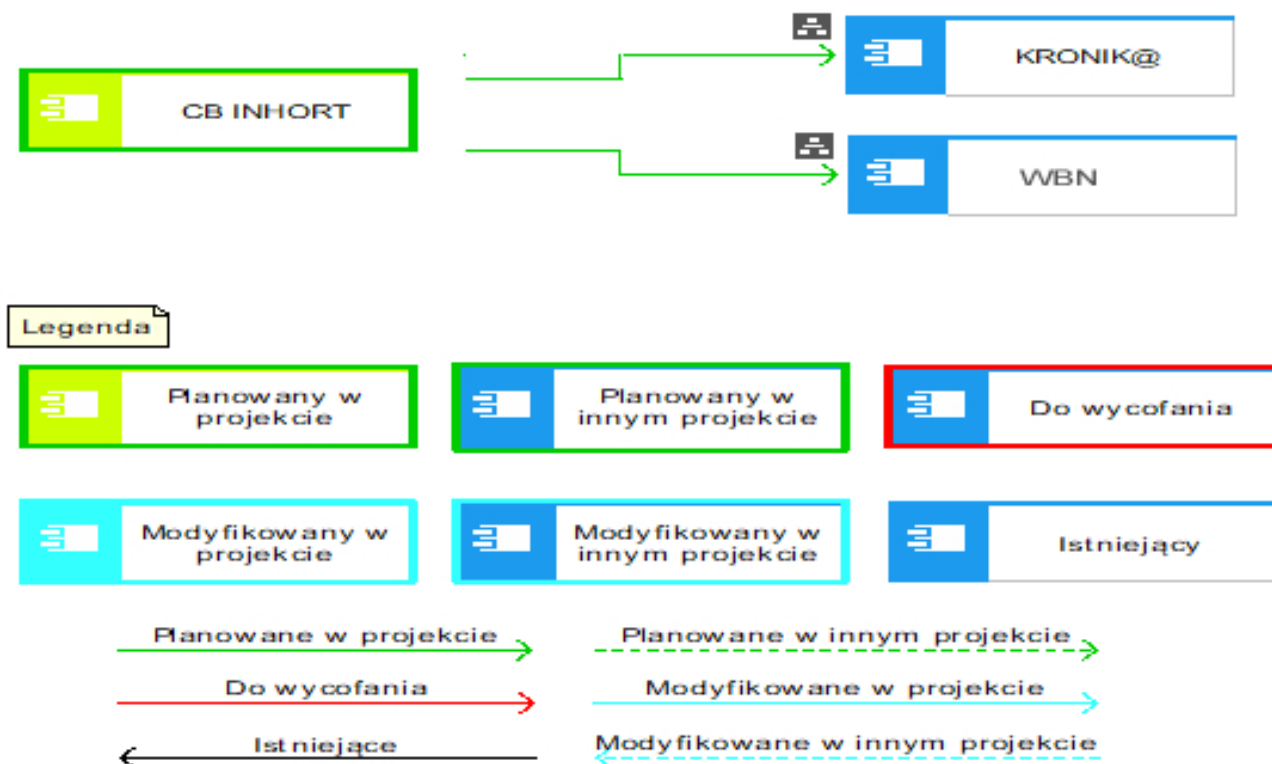 CB INHORT
KRONIK@
WBN
Legenda
Planowany w
projekcie
Planowany w
innym projekcie
Do wycofania
Modyfikowany w
projekcie
Modyfikowany w
innym projekcie
Istniejący
Planowane w projekcie
Planowane w innym projekcie
Do wycofania
Modyfikowane w projekcie
Istniejące
Modyfikowane w innym projekcie